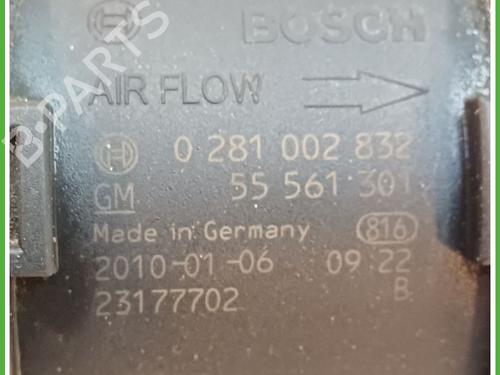 BOSCH
AIR FLOW
0 281 002 832
GM 55 561 301
Made in Germany 816
2010-01-06 09:22
23177702 B
B-PARTS